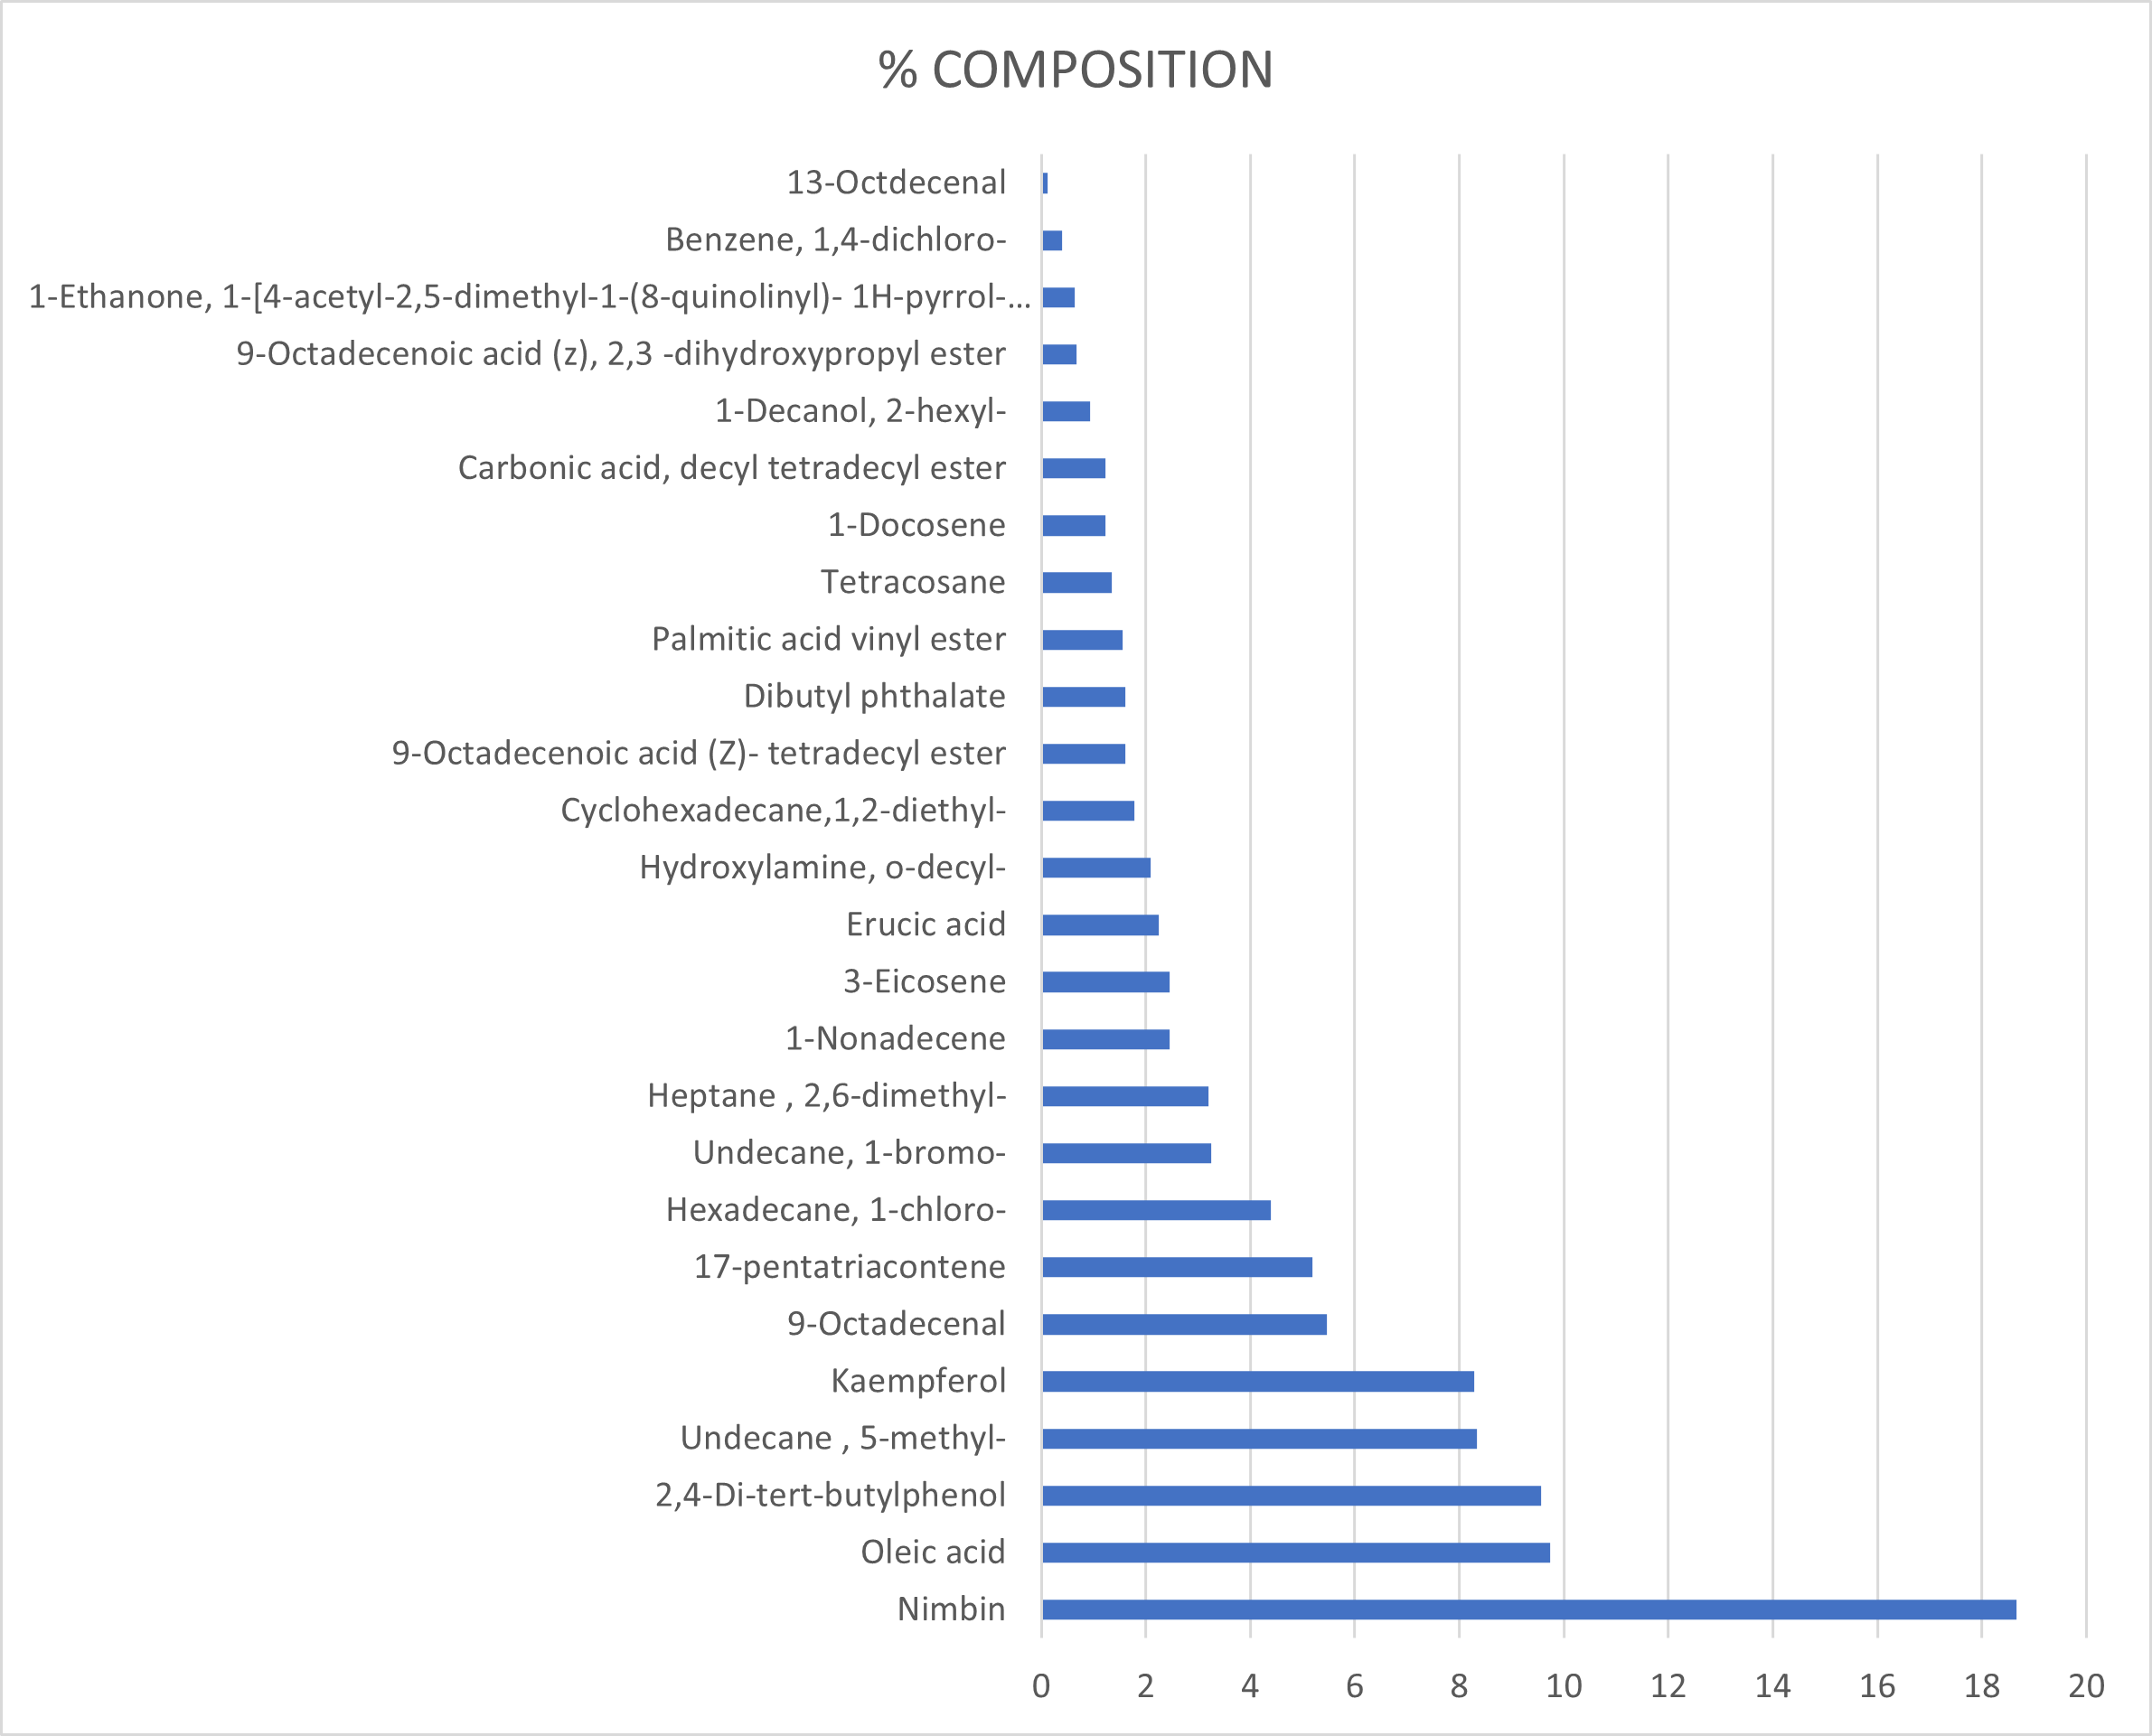 % COMPOSITION
13-Octdecenal
Benzene, 1,4-dichloro-
1-Ethanone, 1-[4-acetyl-2,5-dimethyl-1-(8-quinolinyl)- 1H-pyrrol-...
9-Octadecenoic acid (z), 2,3 -dihydroxypropyl ester
1-Decanol, 2-hexyl-
Carbonic acid, decyl tetradecyl ester
1-Docosene
Tetracosane
Palmitic acid vinyl ester
Dibutyl phthalate
9-Octadecenoic acid (Z)- tetradecyl ester
Cyclohexadecane,1,2-diethyl-
Hydroxylamine, o-decyl-
Erucic acid
3-Eicosene
1-Nonadecene
Heptane , 2,6-dimethyl-
Undecane, 1-bromo-
Hexadecane, 1-chloro-
17-pentatriacontene
9-Octadecenal
Kaempferol
Undecane , 5-methyl-
2,4-Di-tert-butylphenol
Oleic acid
Nimbin
0 2 4 6 8 10 12 14 16 18 20